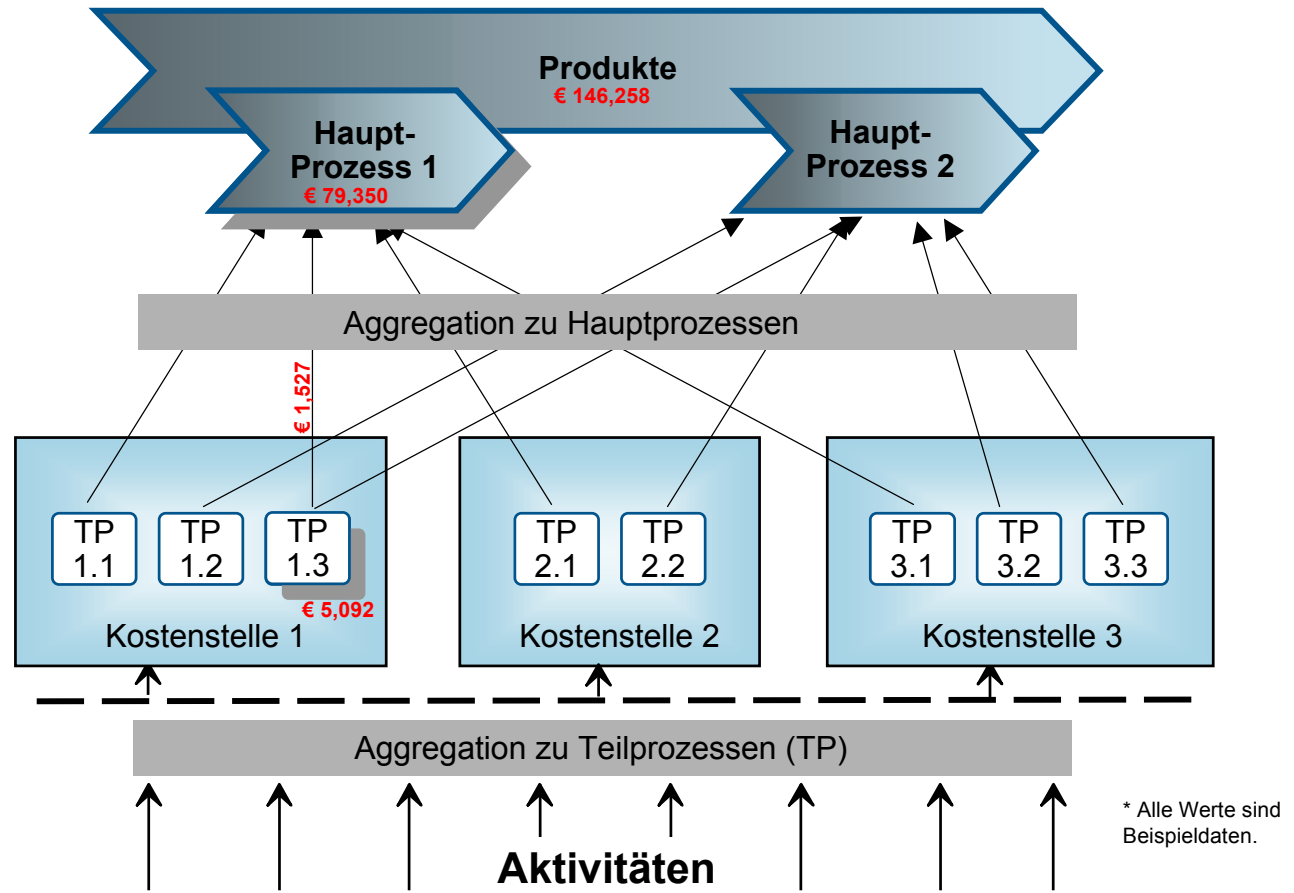 Produkte
€ 146,258
Haupt-
Prozess 1
€ 79,350
Haupt-
Prozess 2
Aggregation zu Hauptprozessen
€ 1,527
TP
1.1
TP
1.2
TP
1.3
€ 5,092
Kostenstelle 1
TP
2.1
TP
2.2
Kostenstelle 2
TP
3.1
TP
3.2
TP
3.3
Kostenstelle 3
Aggregation zu Teilprozessen (TP)
* Alle Werte sind
Beispieldaten.
Aktivitäten